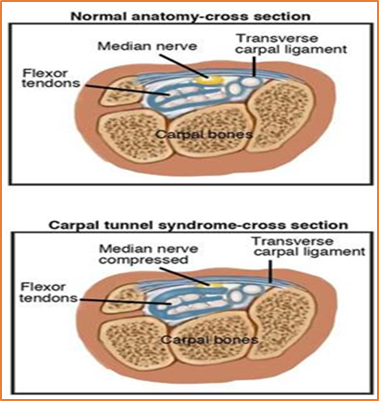 Normal anatomy-cross section
Median nerve
Transverse
carpal ligament
Flexor
tendons
Carpal bones
Carpal tunnel syndrome-cross section
Median nerve
compressed
Transverse
carpal ligament
Flexor
tendons
Carpal bones